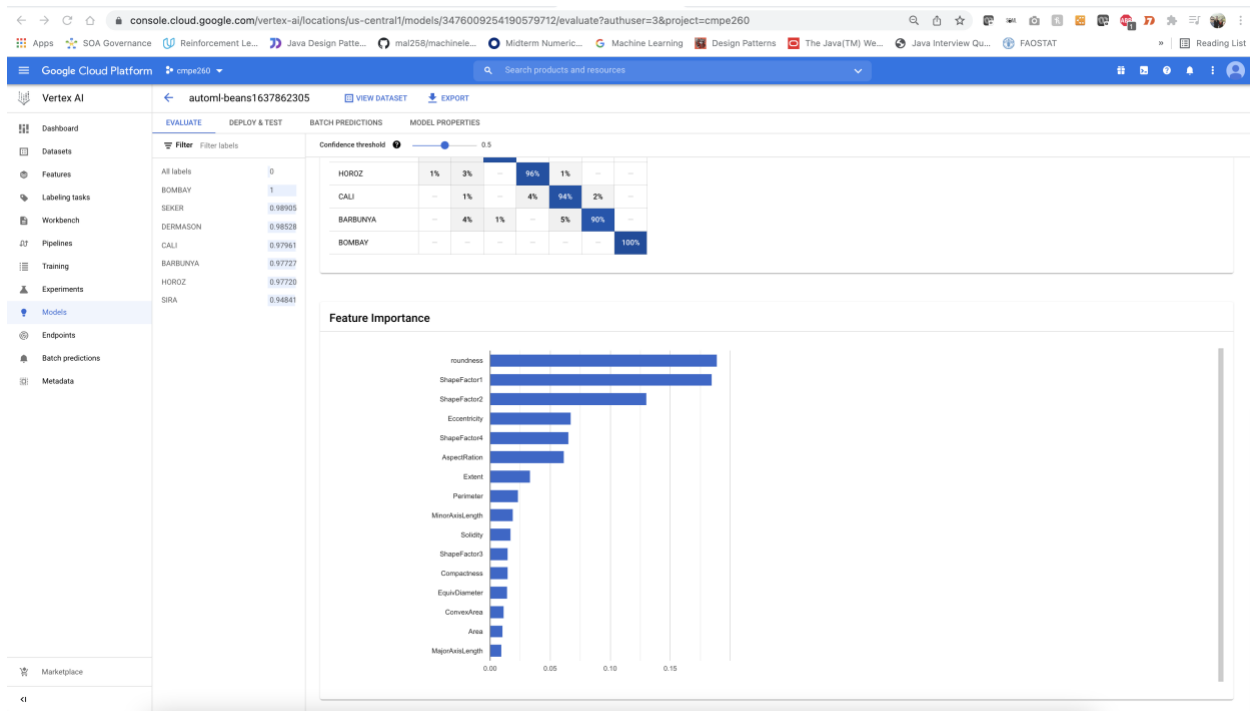 console.cloud.google.com/vertex-ai/locations/us-central1/models/3476009254190579712/evaluate?authuser=3&project=cmpe260
Apps SOA Governance Reinforcement Le... Java Design Patte... mal258/machinele... Midterm Numeric... Machine Learning Design Patterns The Java(TM) We... Java Interview Qu... FAOSTAT » Reading List
Google Cloud Platform cmpe260 Search products and resources
Vertex AI automl-beans1637862305 VIEW DATASET EXPORT
EVALUATE DEPLOY & TEST BATCH PREDICTIONS MODEL PROPERTIES
Dashboard
Datasets
Features
Labeling tasks
Workbench
Pipelines
Training
Experiments
Models
Endpoints
Batch predictions
Metadata
Marketplace
Filter Filter labels
All labels 0
BOMBAY 1
SEKER 0.98905
DERMASON 0.98528
CALI 0.97961
BARBUNYA 0.97727
HOROZ 0.97720
SIRA 0.94841
Confidence threshold 0.5
HOROZ 1% 3% — 96% 1% — —
CALI — 1% — 4% 94% 2% —
BARBUNYA — 4% 1% — 5% 90% —
BOMBAY — — — — — — 100%
Feature Importance
roundness
ShapeFactor1
ShapeFactor2
Eccentricity
ShapeFactor4
AspectRation
Extent
Perimeter
MinorAxisLength
Solidity
ShapeFactor3
Compactness
EquivDiameter
ConvexArea
Area
MajorAxisLength
0.00 0.05 0.10 0.15